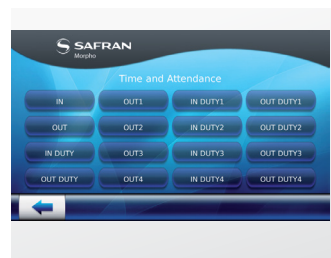 SAFRAN
Morpho
Time and Attendance
IN OUT1 IN DUTY1 OUT DUTY1
OUT OUT2 IN DUTY2 OUT DUTY2
IN DUTY OUT3 IN DUTY3 OUT DUTY3
OUT DUTY OUT4 IN DUTY4 OUT DUTY4